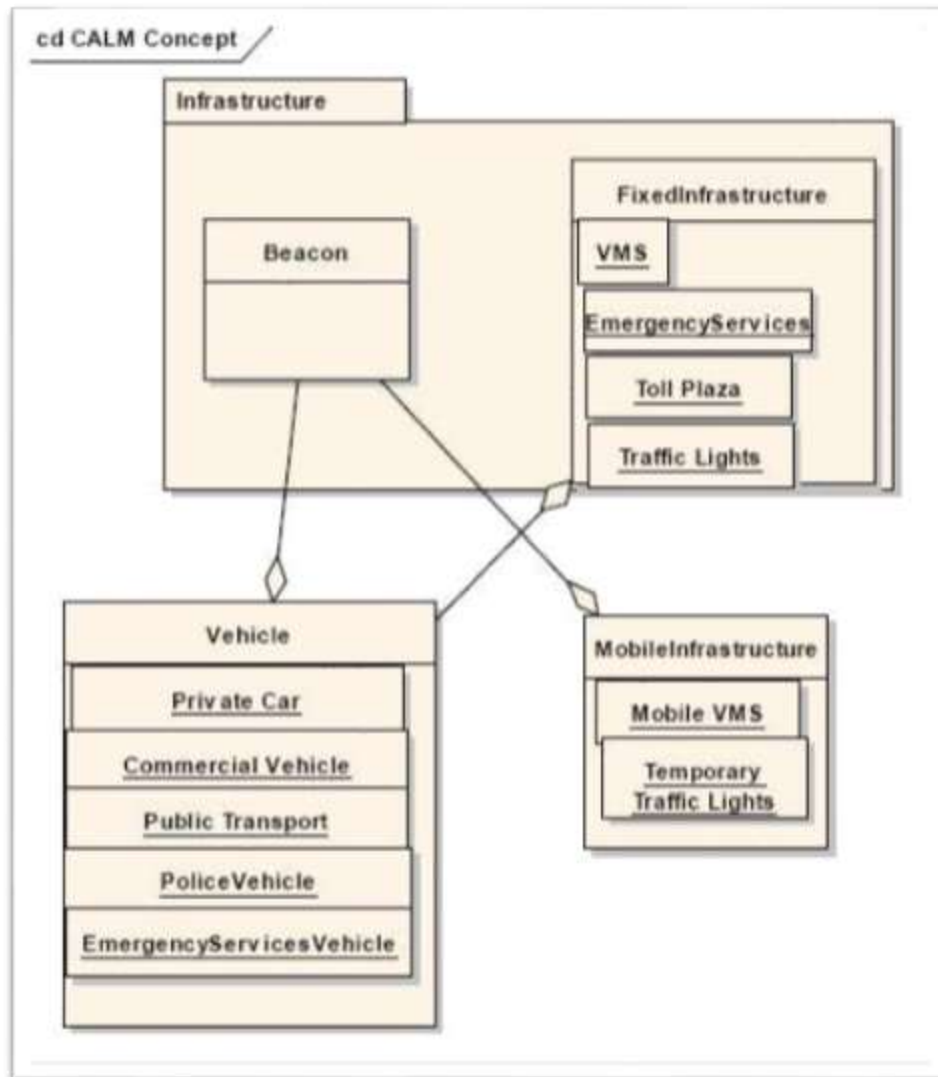 cd CALM Concept
Infrastructure
FixedInfrastructure
Beacon
VMS
EmergencyServices
Toll Plaza
Traffic Lights
Vehicle
Private Car
Commercial Vehicle
Public Transport
PoliceVehicle
EmergencyServicesVehicle
MobileInfrastructure
Mobile VMS
Temporary
Traffic Lights